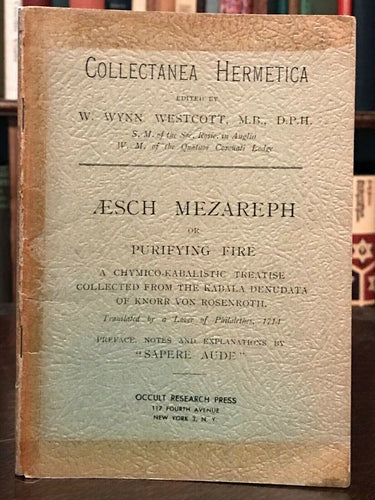 COLLECTANEA HERMETICA
EDITED BY
W. WYNN WESTCOTT, M.B., D.P.H.
S. M. of the Soc. Rosic. in Anglia
W. M. of the Quatuor Coronati Lodge
ÆSCH MEZAREPH
OR
PURIFYING FIRE
A CHYMICO-KABALISTIC TREATISE
COLLECTED FROM THE KABALA DENUDATA
OF KNORR VON ROSENROTH.
Translated by a Lover of Philalethes, 1714
PREFACE, NOTES AND EXPLANATIONS BY
"SAPERE AUDE"
OCCULT RESEARCH PRESS
117 FOURTH AVENUE
NEW YORK 3, N. Y.